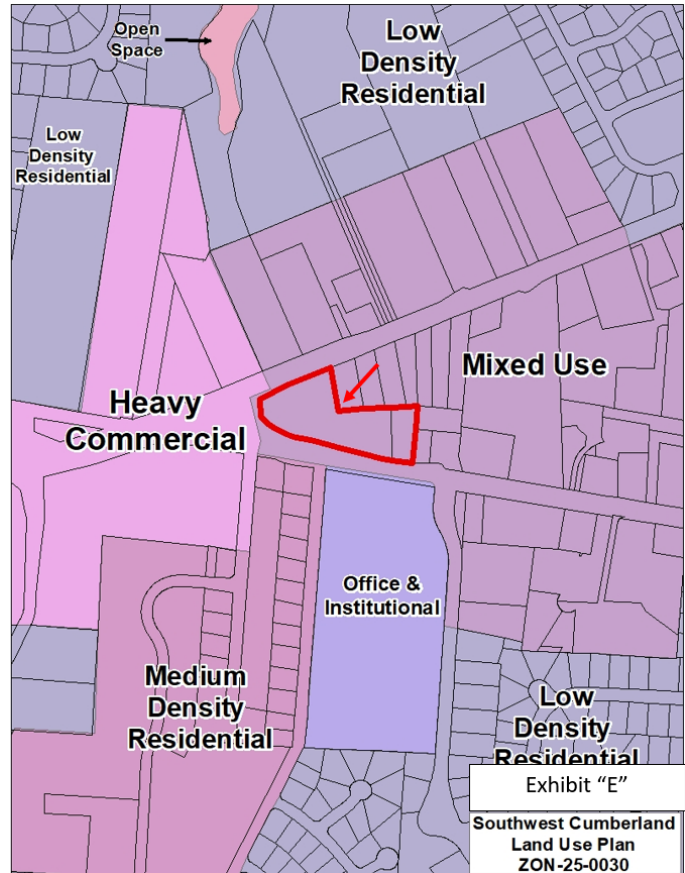 Open
Space
Low
Density
Residential
Low
Density
Residential
Mixed Use
Heavy
Commercial
Office &
Institutional
Medium
Density
Residential
Low
Density
Residential
Exhibit “E”
Southwest Cumberland
Land Use Plan
ZON-25-0030